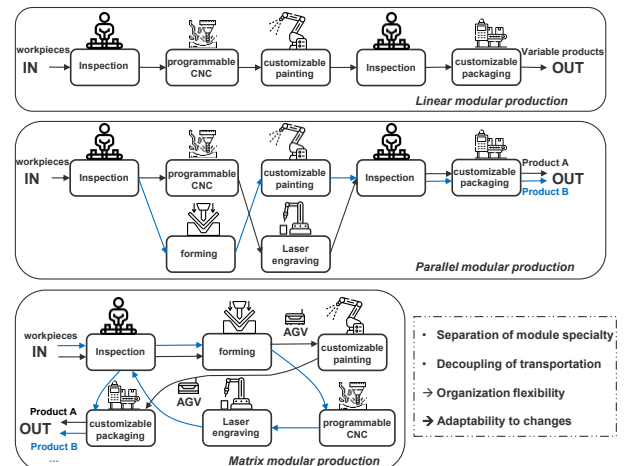 workpieces
IN
Inspection
programmable
CNC
customizable
painting
Inspection
customizable
packaging
Variable products
OUT
Linear modular production
workpieces
IN
Inspection
programmable
CNC
customizable
painting
Inspection
customizable
packaging
Product A
OUT
Product B
forming
Laser
engraving
Parallel modular production
workpieces
IN
Inspection
forming
AGV
customizable
painting
Product A
OUT
Product B
...
customizable
packaging
AGV
Laser
engraving
programmable
CNC
Matrix modular production
• Separation of module specialty
• Decoupling of transportation
→ Organization flexibility
→ Adaptability to changes